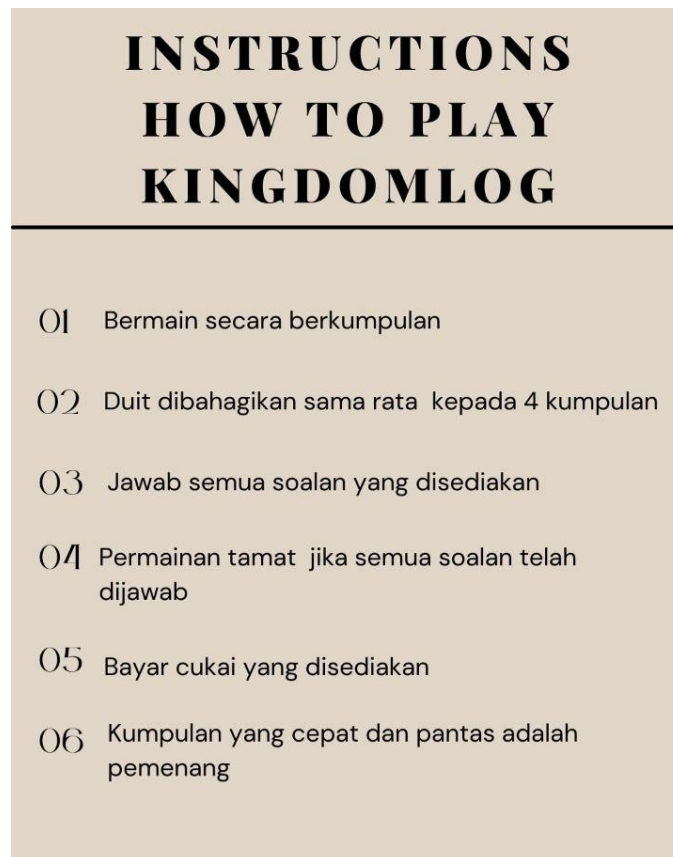 INSTRUCTIONS
HOW TO PLAY
KINGDOMLOG
01 Bermain secara berkumpulan
02 Duit dibahagikan sama rata kepada 4 kumpulan
03 Jawab semua soalan yang disediakan
04 Permainan tamat jika semua soalan telah
dijawab
05 Bayar cukai yang disediakan
06 Kumpulan yang cepat dan pantas adalah
pemenang